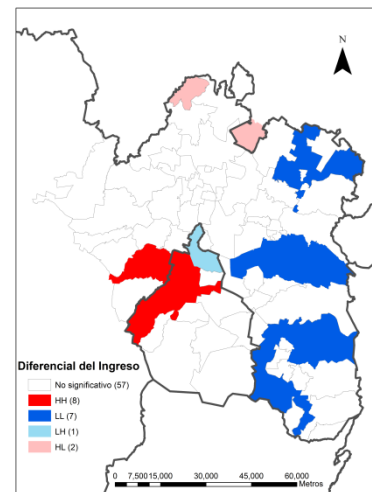 N
Diferencial del Ingreso
No significativo (57)
HH (8)
LL (7)
LH (1)
HL (2)
0 7,500 15,000 30,000 45,000 60,000
Metros